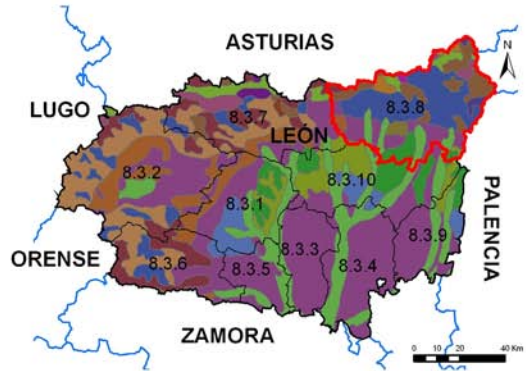 ASTURIAS
N
LUGO
8.3.7
8.3.8
LEÓN
8.3.2
8.3.10
8.3.1
PALENCIA
8.3.3
8.3.9
ORENSE
8.3.6
8.3.5
8.3.4
ZAMORA
0 10 20 40 Km